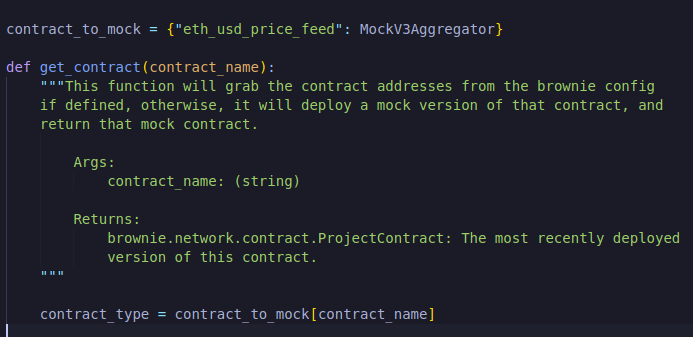 contract_to_mock = {"eth_usd_price_feed": MockV3Aggregator}
def get_contract(contract_name):
"""This function will grab the contract addresses from the brownie config
if defined, otherwise, it will deploy a mock version of that contract, and
return that mock contract.
Args:
contract_name: (string)
Returns:
brownie.network.contract.ProjectContract: The most recently deployed
version of this contract.
"""
contract_type = contract_to_mock[contract_name]